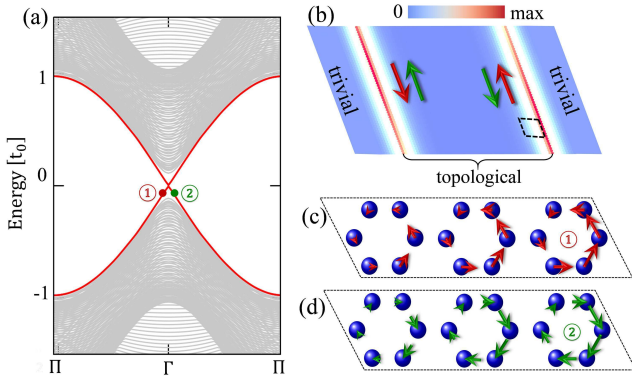 (a)
Energy [t₀]
1
0
-1
Π
Γ
Π
①
②
(b)
0
max
trivial
trivial
topological
(c)
①
(d)
②